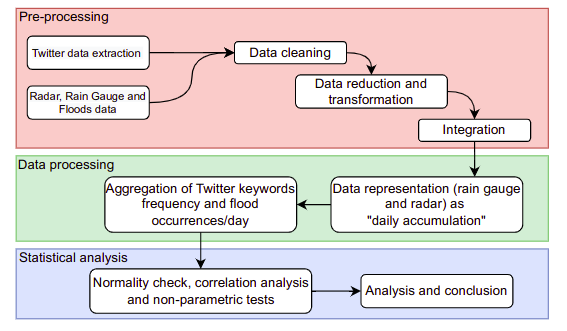 Pre-processing
Twitter data extraction
Data cleaning
Radar, Rain Gauge and
Floods data
Data reduction and
transformation
Integration
Data processing
Aggregation of Twitter keywords
frequency and flood
occurrences/day
Data representation (rain gauge
and radar) as
"daily accumulation"
Statistical analysis
Normality check, correlation analysis
and non-parametric tests
Analysis and conclusion